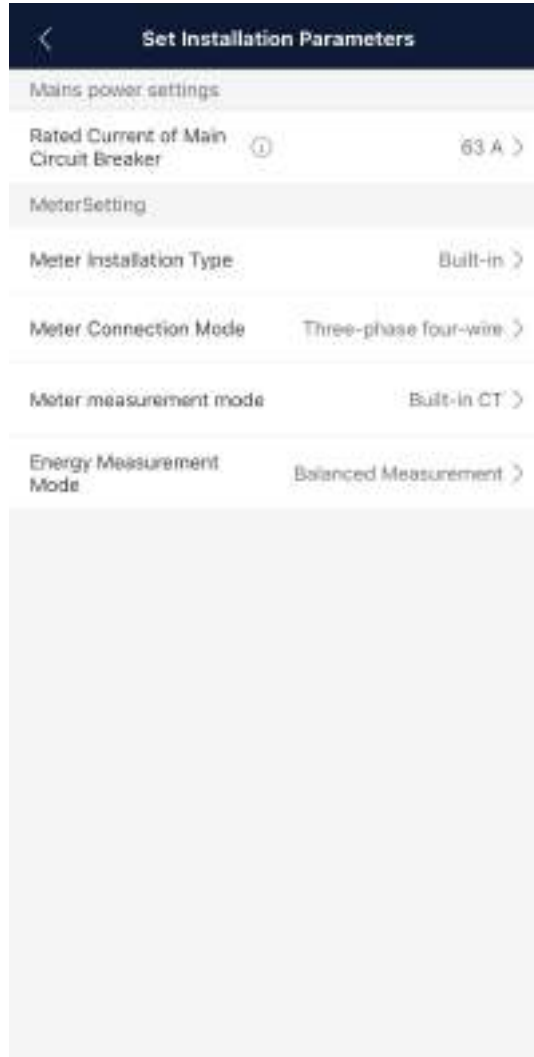 Set Installation Parameters
Mains power settings
Rated Current of Main
Circuit Breaker
63 A
MeterSetting
Meter Installation Type
Built-in
Meter Connection Mode
Three-phase four-wire
Meter measurement mode
Built-in CT
Energy Measurement
Mode
Balanced Measurement